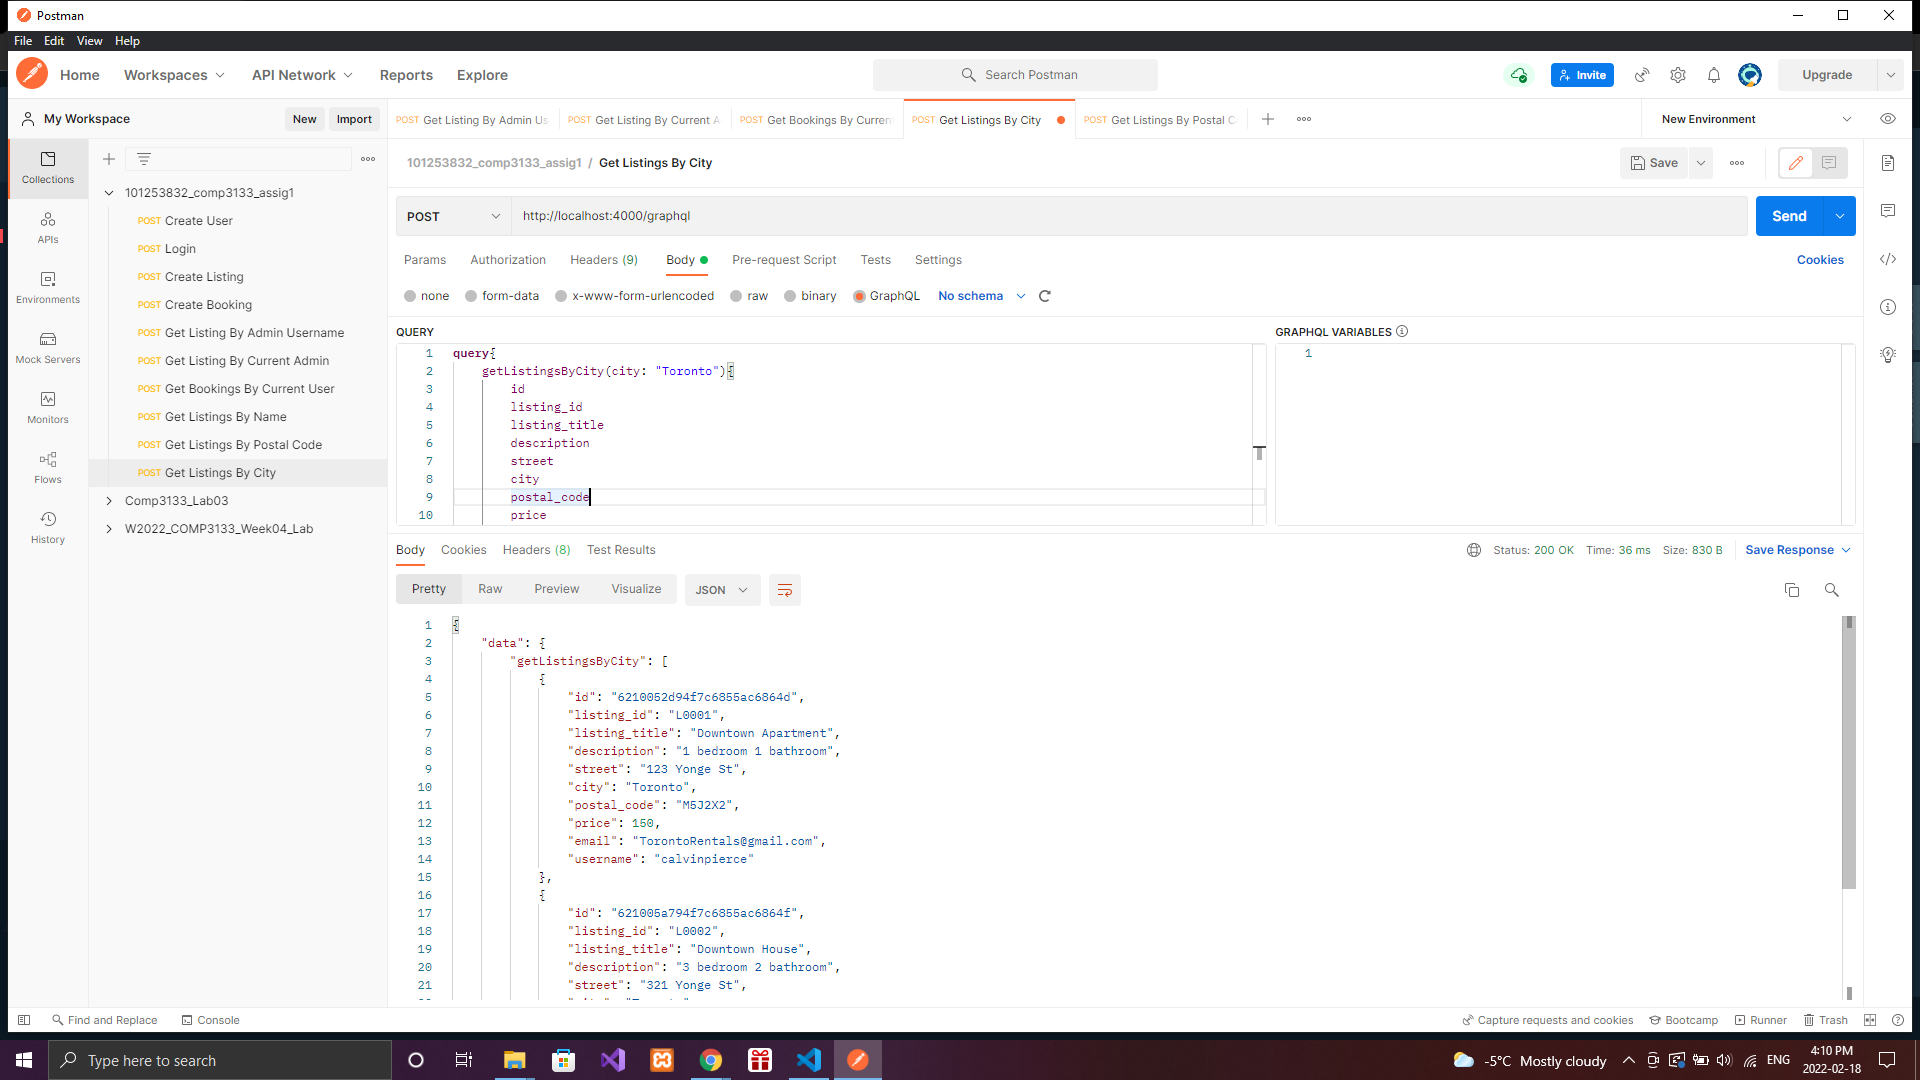 Postman
File Edit View Help
Home Workspaces API Network Reports Explore
Search Postman
Invite
Upgrade
My Workspace
New Import
POST Get Listing By Admin Us
POST Get Listing By Current A
POST Get Bookings By Curren
POST Get Listings By City
POST Get Listings By Postal C
New Environment
Collections
APIs
Environments
Mock Servers
Monitors
Flows
History
101253832_comp3133_assig1
POST Create User
POST Login
POST Create Listing
POST Create Booking
POST Get Listing By Admin Username
POST Get Listing By Current Admin
POST Get Bookings By Current User
POST Get Listings By Name
POST Get Listings By Postal Code
POST Get Listings By City
Comp3133_Lab03
W2022_COMP3133_Week04_Lab
101253832_comp3133_assig1 / Get Listings By City
Save
POST http://localhost:4000/graphql
Send
Params Authorization Headers (9) Body Pre-request Script Tests Settings
Cookies
none form-data x-www-form-urlencoded raw binary GraphQL No schema
QUERY
1 query{
2 getListingsByCity(city: "Toronto"){
3 id
4 listing_id
5 listing_title
6 description
7 street
8 city
9 postal_code
10 price
GRAPHQL VARIABLES
1
Body Cookies Headers (8) Test Results
Status: 200 OK Time: 36 ms Size: 830 B Save Response
Pretty Raw Preview Visualize JSON
1 {
2 "data": {
3 "getListingsByCity": [
4 {
5 "id": "6210052d94f7c6855ac6864d",
6 "listing_id": "L0001",
7 "listing_title": "Downtown Apartment",
8 "description": "1 bedroom 1 bathroom",
9 "street": "123 Yonge St",
10 "city": "Toronto",
11 "postal_code": "M5J2X2",
12 "price": 150,
13 "email": "TorontoRentals@gmail.com",
14 "username": "calvinpierce"
15 },
16 {
17 "id": "621005a794f7c6855ac6864f",
18 "listing_id": "L0002",
19 "listing_title": "Downtown House",
20 "description": "3 bedroom 2 bathroom",
21 "street": "321 Yonge St",
Find and Replace Console
Capture requests and cookies Bootcamp Runner Trash
Type here to search
-5°C Mostly cloudy
ENG
4:10 PM
2022-02-18